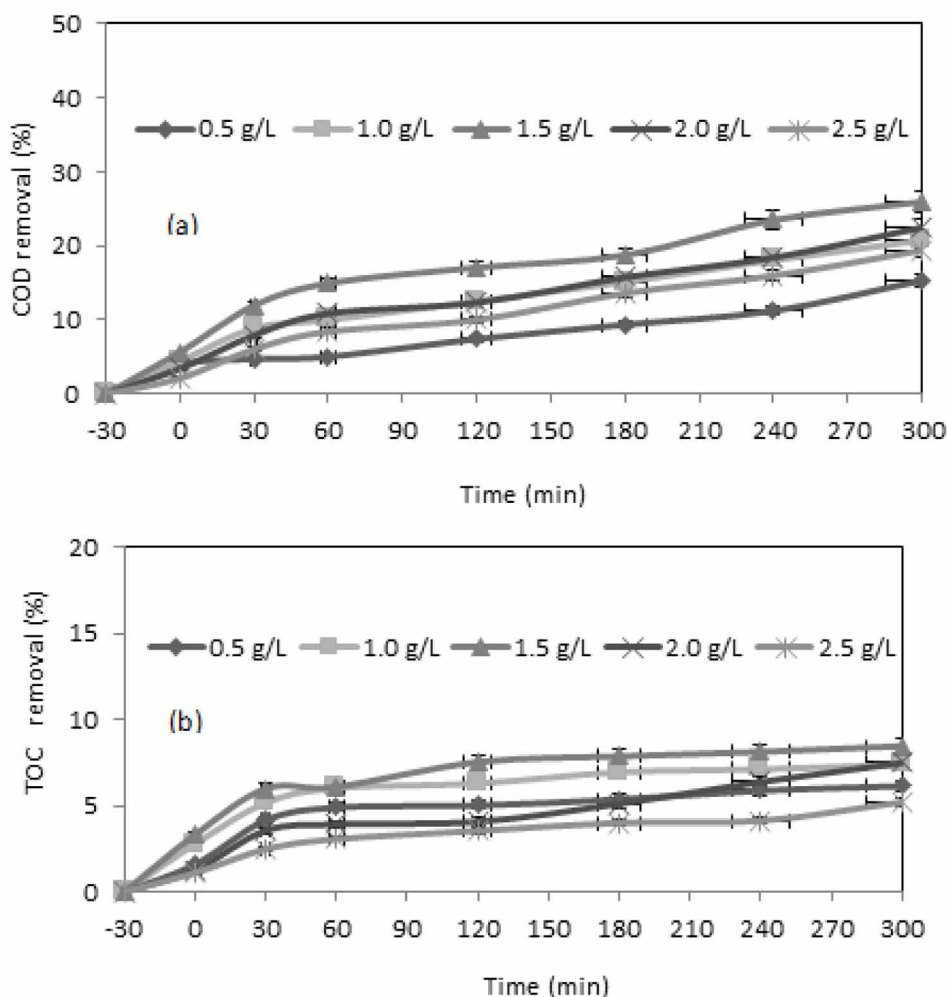 50
40
0.5 g/L 1.0 g/L 1.5 g/L 2.0 g/L 2.5 g/L
30
(a)
20
10
0
COD removal (%)
-30 0 30 60 90 120 150 180 210 240 270 300
Time (min)
20
15
0.5 g/L 1.0 g/L 1.5 g/L 2.0 g/L 2.5 g/L
10
(b)
5
0
TOC removal (%)
-30 0 30 60 90 120 150 180 210 240 270 300
Time (min)